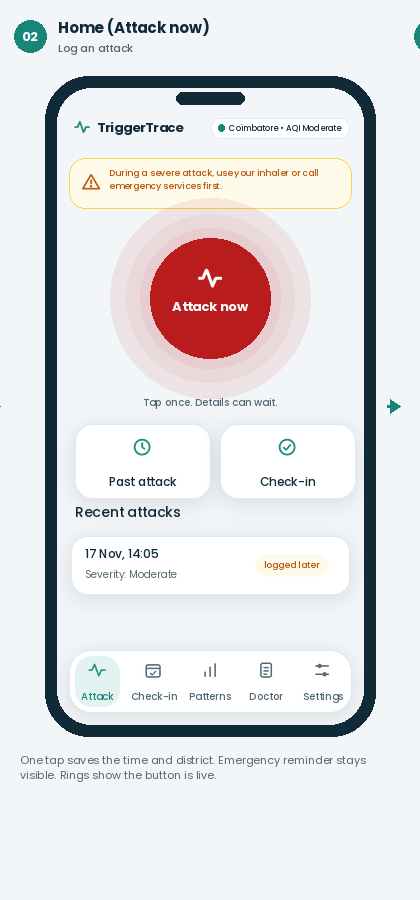 02
Home (Attack now)
Log an attack
TriggerTrace
Coimbatore • AQI Moderate
During a severe attack, use your inhaler or call
emergency services first.
Attack now
Tap once. Details can wait.
Past attack
Check-in
Recent attacks
17 Nov, 14:05
Severity: Moderate
logged later
Attack
Check-in
Patterns
Doctor
Settings
One tap saves the time and district. Emergency reminder stays
visible. Rings show the button is live.